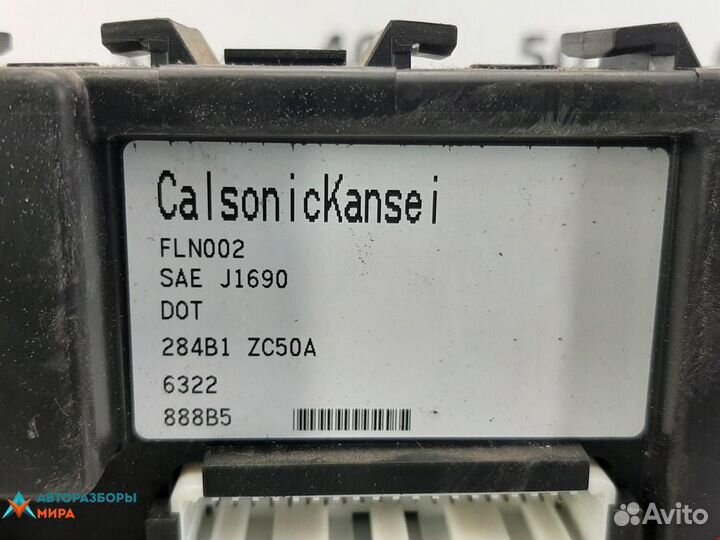 CalsonicKansei
FLN002
SAE J1690
DOT
284B1 ZC50A
6322
888B5
АВТОРАЗБОРЫ
МИРА
Avito